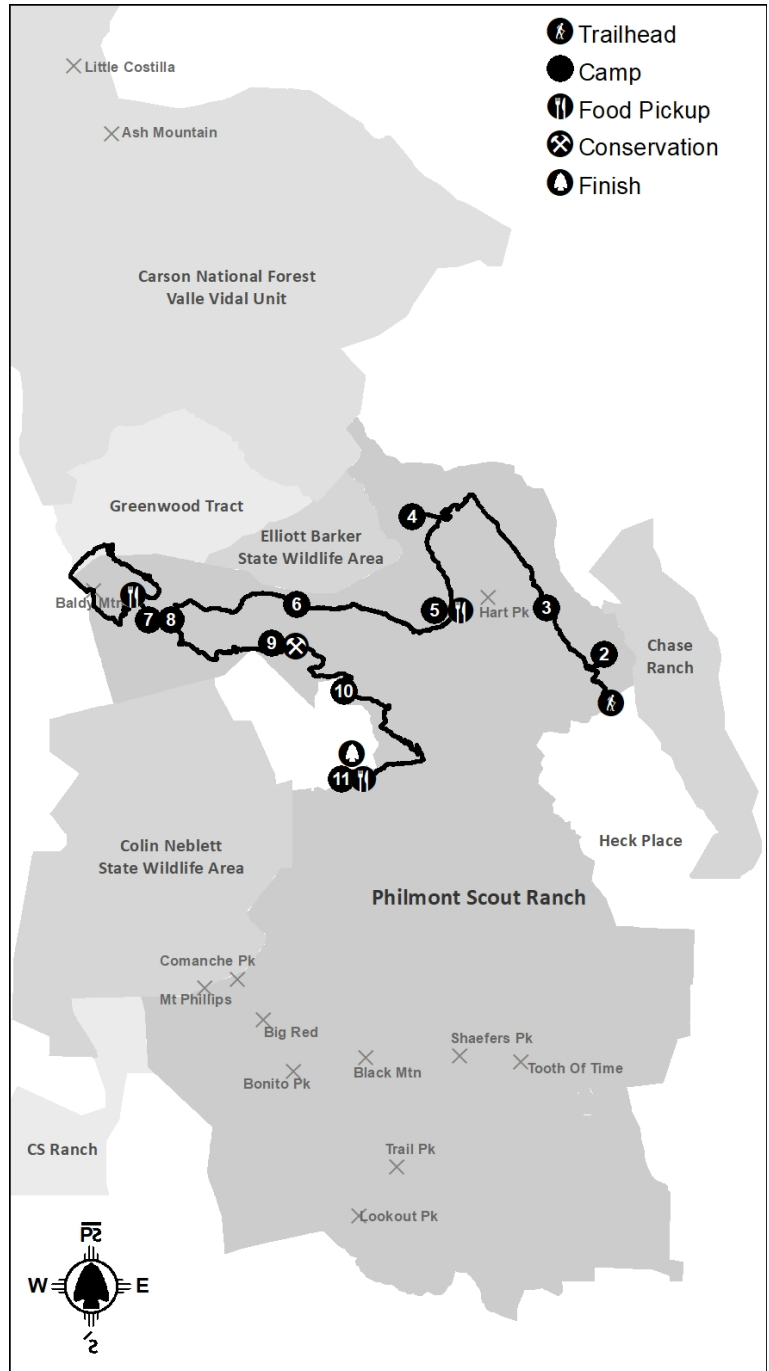 Trailhead
Camp
Food Pickup
Conservation
Finish
Little Costilla
Ash Mountain
Carson National Forest
Valle Vidal Unit
Greenwood Tract
Elliott Barker
State Wildlife Area
4
Baldy Mtn
7
8
6
5
Hart Pk
3
2
Chase
Ranch
9
10
11
Heck Place
Colin Neblett
State Wildlife Area
Philmont Scout Ranch
Comanche Pk
Mt Phillips
Big Red
Bonito Pk
Black Mtn
Shaefers Pk
Tooth Of Time
CS Ranch
Trail Pk
Lookout Pk
W
E